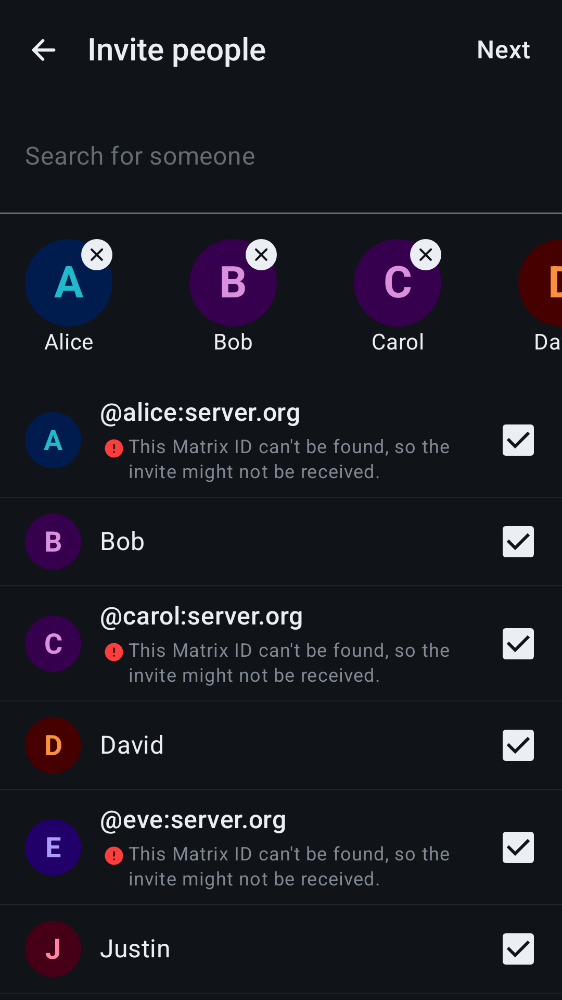 Invite people
Next
Search for someone
A
B
C
D
Alice
Bob
Carol
Da
A
@alice:server.org
This Matrix ID can't be found, so the
invite might not be received.
B
Bob
C
@carol:server.org
This Matrix ID can't be found, so the
invite might not be received.
D
David
E
@eve:server.org
This Matrix ID can't be found, so the
invite might not be received.
J
Justin